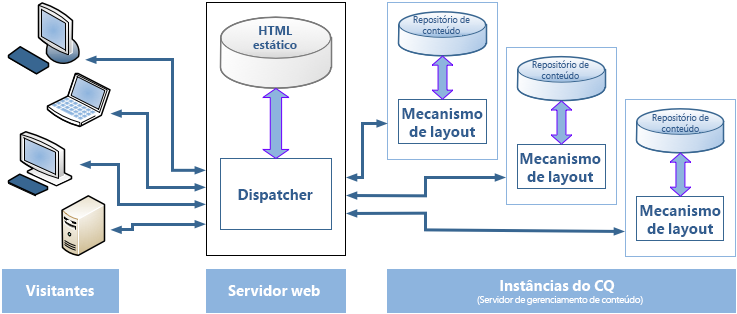 HTML
estático
Dispatcher
Repositório de
conteúdo
Mecanismo
de layout
Repositório de
conteúdo
Mecanismo
de layout
Repositório de
conteúdo
Mecanismo
de layout
Visitantes
Servidor web
Instâncias do CQ
(Servidor de gerenciamento de conteúdo)